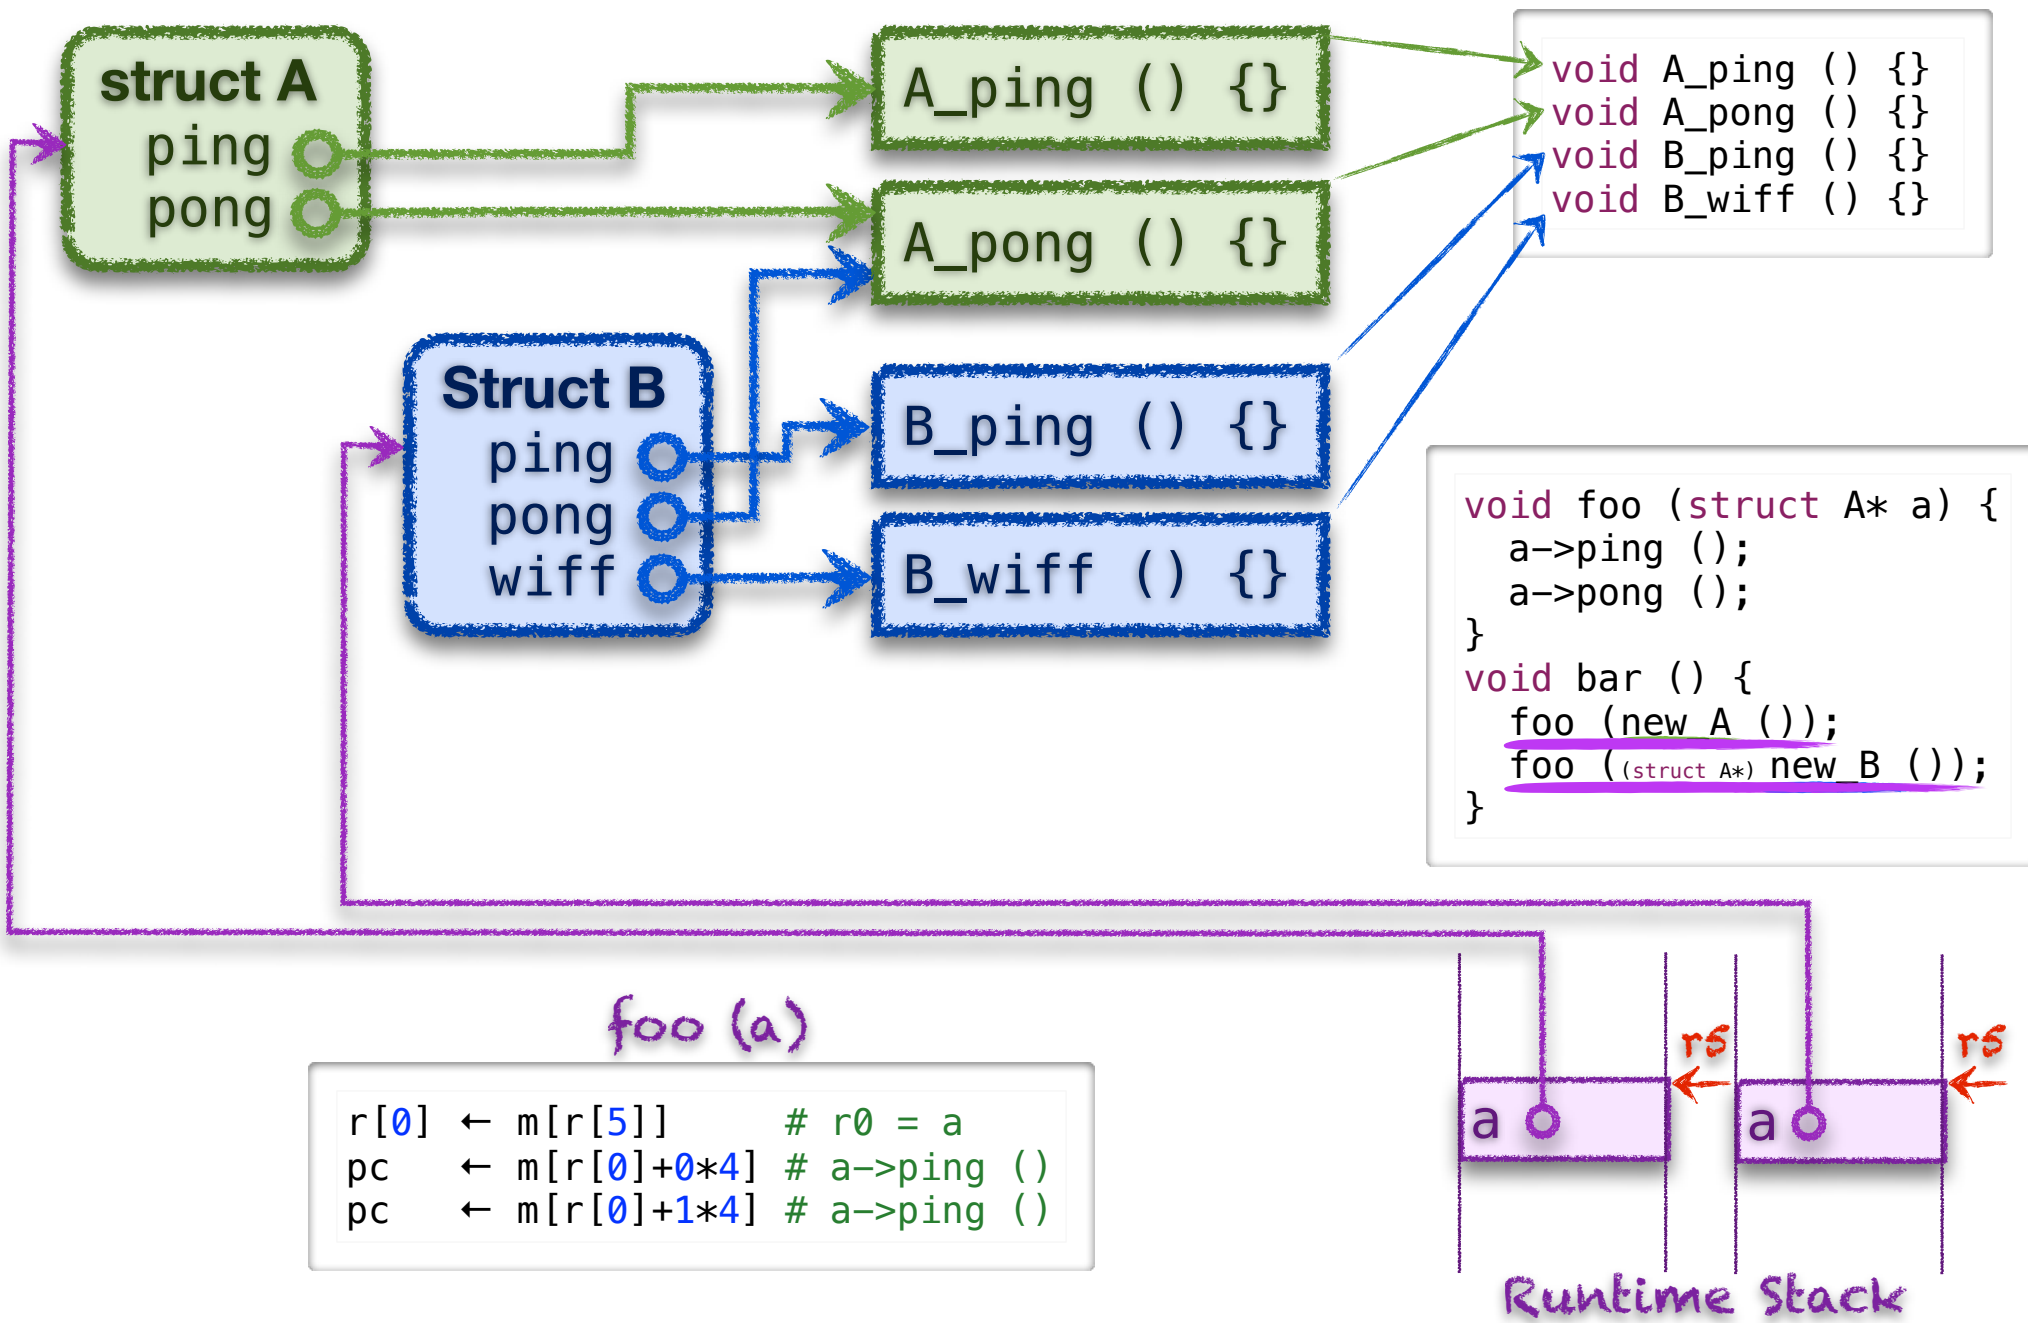 struct A
ping
pong
A_ping () {}
A_pong () {}
void A_ping () {}
void A_pong () {}
void B_ping () {}
void B_wiff () {}
Struct B
ping
pong
wiff
B_ping () {}
B_wiff () {}
void foo (struct A* a) {
a->ping ();
a->pong ();
}
void bar () {
foo (new_A ());
foo ((struct A*) new_B ());
}
foo (a)
r[0] ← m[r[5]] # r0 = a
pc ← m[r[0]+0*4] # a->ping ()
pc ← m[r[0]+1*4] # a->ping ()
r5
r5
a
a
Runtime Stack